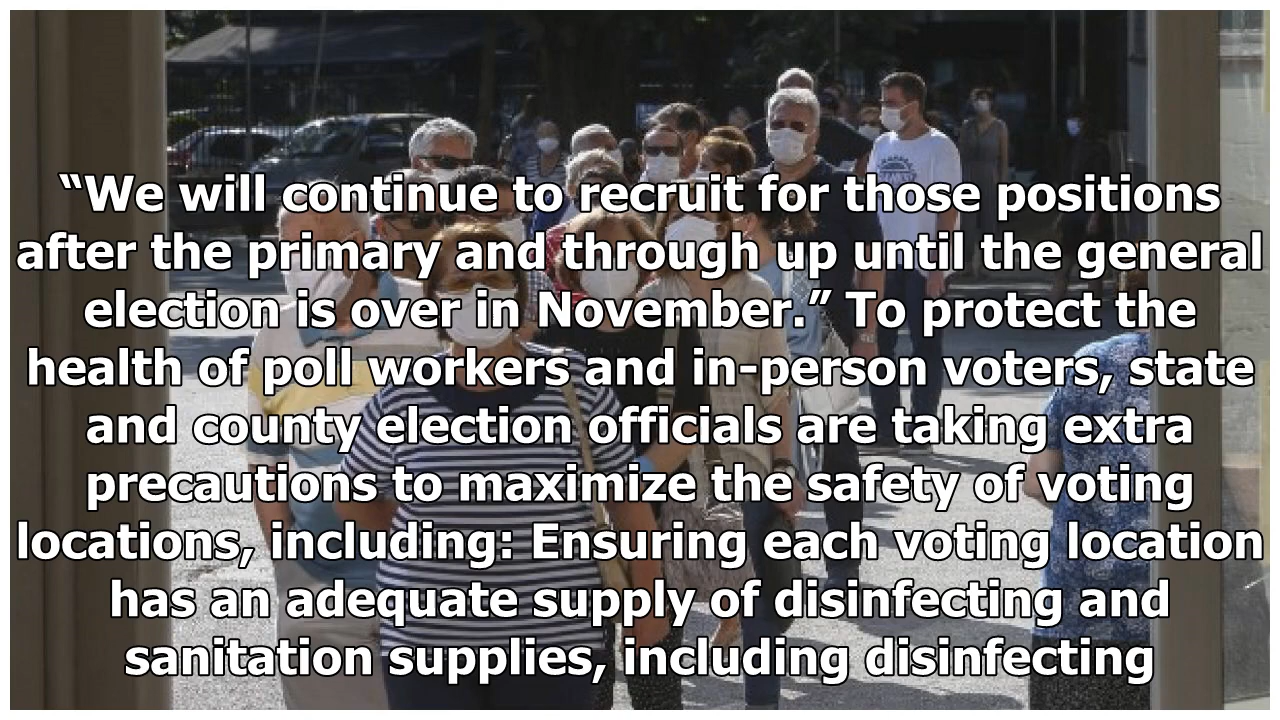 “We will continue to recruit for those positions
after the primary and through up until the general
election is over in November.” To protect the
health of poll workers and in-person voters, state
and county election officials are taking extra
precautions to maximize the safety of voting
locations, including: Ensuring each voting location
has an adequate supply of disinfecting and
sanitation supplies, including disinfecting